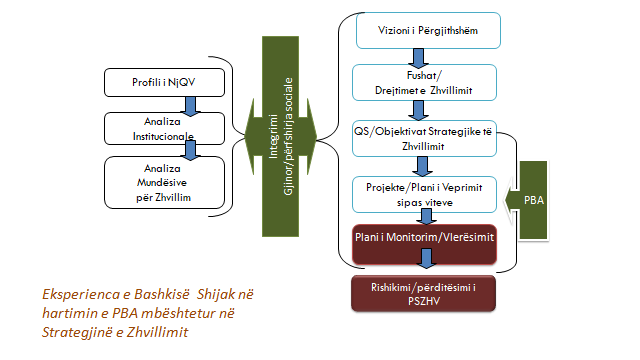 Profili i NjQV
Analiza
Institucionale
Analiza
Mundësive
për Zhvillim
Integrimi
Gjinor/përfshirja sociale
Vizioni i Përgjithshëm
Fushat/
Drejtimet e Zhvillimit
QS/Objektivat Strategjike të
Zhvillimit
Projekte/Plani i Veprimit
sipas viteve
Plani i Monitorim/Vlerësimit
Rishikimi/përditësimi i
PSZHV
PBA
Eksperienca e Bashkisë Shijak në
hartimin e PBA mbështetur në
Strategjinë e Zhvillimit